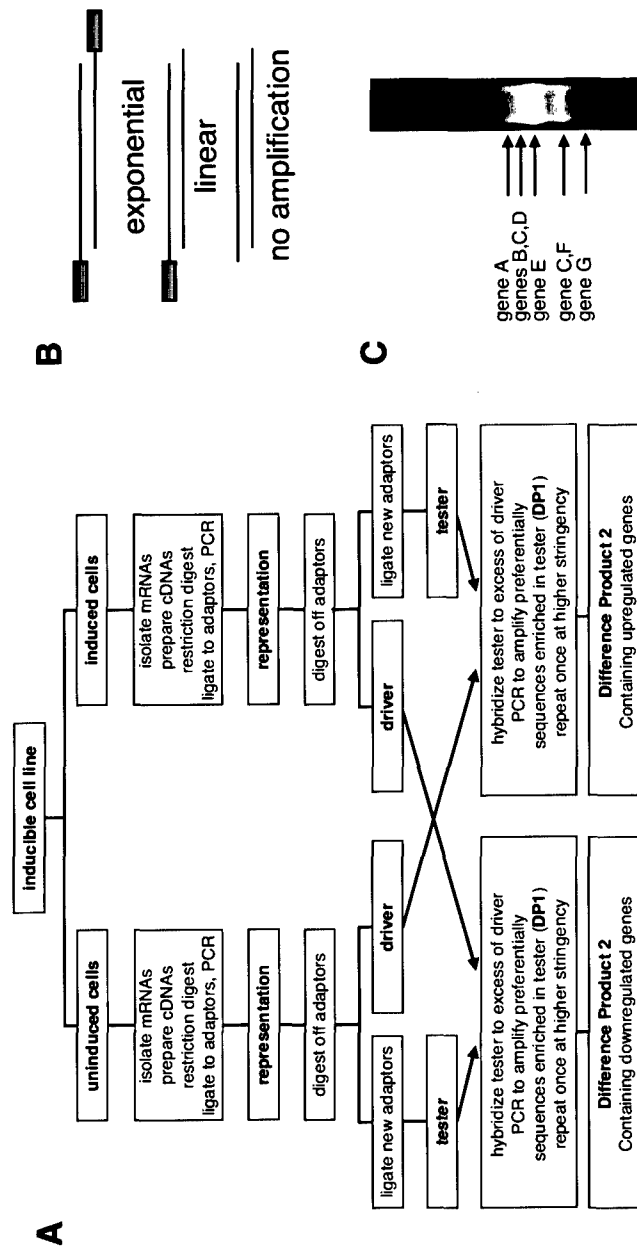 A
inducible cell line
uninduced cells
isolate mRNAs
prepare cDNAs
restriction digest
ligate to adaptors, PCR
representation
digest off adaptors
ligate new adaptors
driver
tester
hybridize tester to excess of driver
PCR to amplify preferentially
sequences enriched in tester (DP1)
repeat once at higher stringency
Difference Product 2
Containing downregulated genes
induced cells
isolate mRNAs
prepare cDNAs
restriction digest
ligate to adaptors, PCR
representation
digest off adaptors
driver
ligate new adaptors
tester
hybridize tester to excess of driver
PCR to amplify preferentially
sequences enriched in tester (DP1)
repeat once at higher stringency
Difference Product 2
Containing upregulated genes
B
exponential
linear
no amplification
C
gene A
genes B,C,D
gene E
gene C,F
gene G